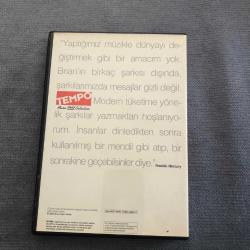 "Yaptığımız müzikle dünyayı de-
ğiştirmek gibi bir amacım yok.
Brian'ın birkaç şarkısı dışında,
şarkılarımızda mesajlar gizli değil.
TEMPO
Modern tüketime yöne-
lik şarkılar yazmaktan hoşlanıyo-
rum. İnsanlar dinledikten sonra
kullanılmış bir mendil gibi atıp, bir
sonrakine geçebilsinler diye."
Freddie Mercury